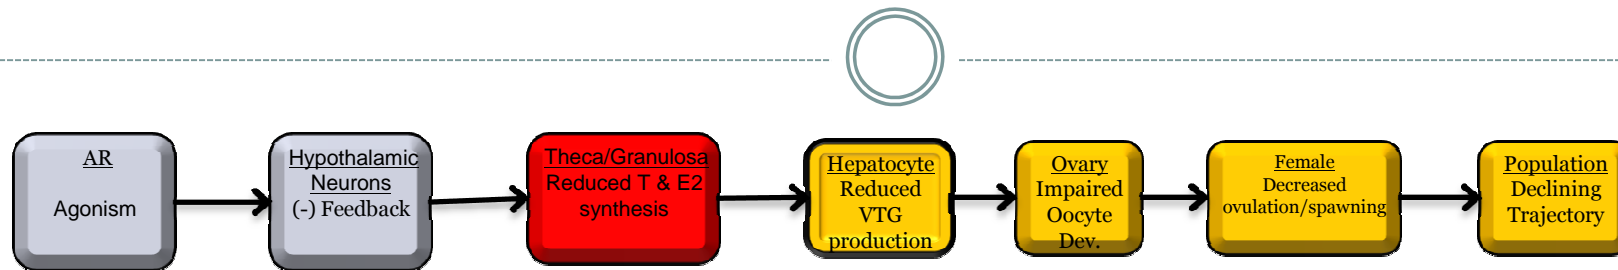 AR
Agonism
Hypothalamic
Neurons
(-) Feedback
Theca/Granulosa
Reduced T & E2
synthesis
Hepatocyte
Reduced
VTG
production
Ovary
Impaired
Oocyte
Dev.
Female
Decreased
ovulation/spawning
Population
Declining
Trajectory